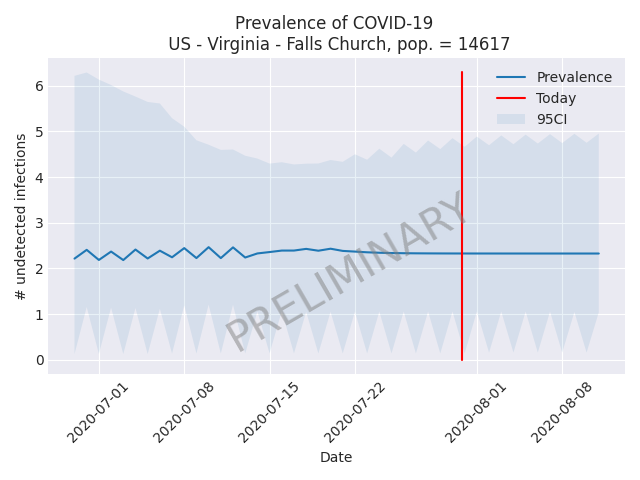 Prevalence of COVID-19
US - Virginia - Falls Church, pop. = 14617
# undetected infections
6
5
4
3
2
1
0
Prevalence
Today
95CI
PRELIMINARY
2020-07-01
2020-07-08
2020-07-15
2020-07-22
2020-08-01
2020-08-08
Date